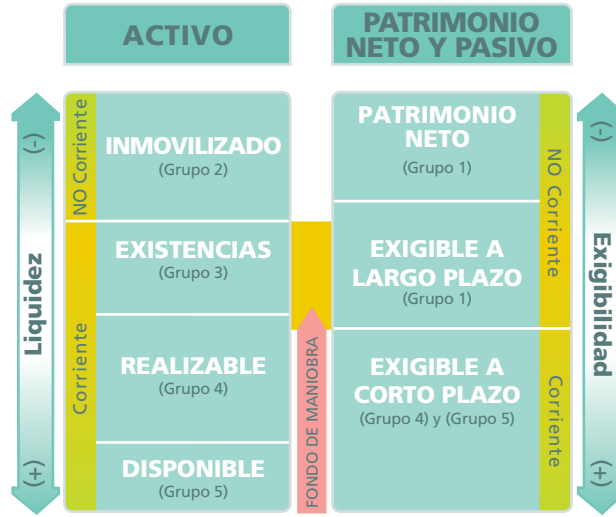 ACTIVO
PATRIMONIO
NETO Y PASIVO
(-)
Liquidez
(+)
NO Corriente
Corriente
INMOVILIZADO
(Grupo 2)
EXISTENCIAS
(Grupo 3)
REALIZABLE
(Grupo 4)
DISPONIBLE
(Grupo 5)
FONDO DE MANIOBRA
PATRIMONIO
NETO
(Grupo 1)
EXIGIBLE A
LARGO PLAZO
(Grupo 1)
EXIGIBLE A
CORTO PLAZO
(Grupo 4) y (Grupo 5)
NO Corriente
Corriente
(-)
Exigibilidad
(+)